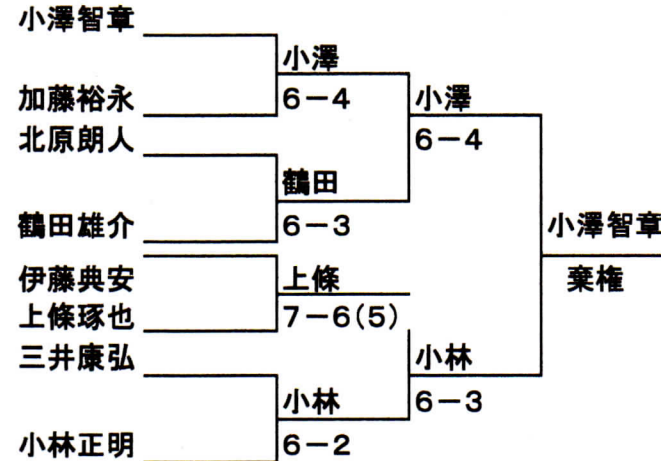 小澤智章
小澤
加藤裕永
6-4
小澤
北原朗人
6-4
鶴田
鶴田雄介
6-3
小澤智章
伊藤典安
上條
棄権
上條琢也
7-6(5)
三井康弘
小林
小林
6-3
小林正明
6-2